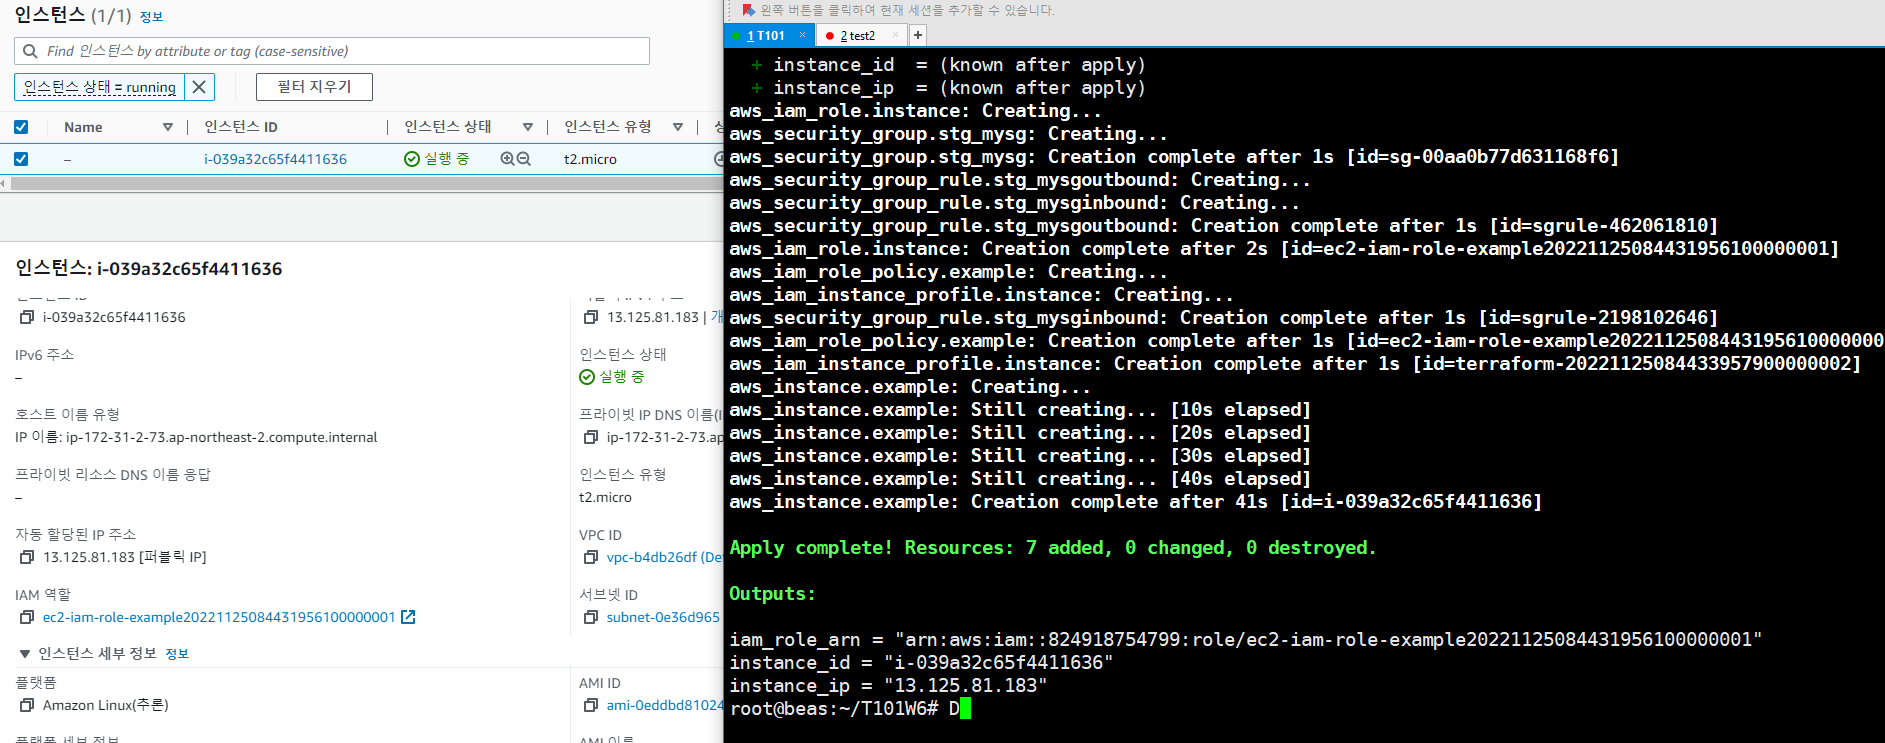 인스턴스 (1/1) 정보
Find 인스턴스 by attribute or tag (case-sensitive)
인스턴스 상태 = running
필터 지우기
Name 인스턴스 ID 인스턴스 상태 인스턴스 유형
– i-039a32c65f4411636 실행 중 t2.micro
인스턴스: i-039a32c65f4411636
i-039a32c65f4411636
13.125.81.183 | 개
IPv6 주소
–
인스턴스 상태
실행 중
호스트 이름 유형
IP 이름: ip-172-31-2-73.ap-northeast-2.compute.internal
프라이빗 IP DNS 이름(I
ip-172-31-2-73.ap
프라이빗 리소스 DNS 이름 응답
–
인스턴스 유형
t2.micro
자동 할당된 IP 주소
13.125.81.183 [퍼블릭 IP]
VPC ID
vpc-b4db26df (De
IAM 역할
ec2-iam-role-example20221125084431956100000001
서브넷 ID
subnet-0e36d965
인스턴스 세부 정보 정보
플랫폼
Amazon Linux(추론)
AMI ID
ami-0eddbd81024
플랫폼 세부 정보
AMI 이름
왼쪽 버튼을 클릭하여 현재 세션을 추가할 수 있습니다.
1 T101 × 2 test2 × +
+ instance_id = (known after apply)
+ instance_ip = (known after apply)
aws_iam_role.instance: Creating...
aws_security_group.stg_mysg: Creating...
aws_security_group.stg_mysg: Creation complete after 1s [id=sg-00aa0b77d631168f6]
aws_security_group_rule.stg_mysgoutbound: Creating...
aws_security_group_rule.stg_mysginbound: Creating...
aws_security_group_rule.stg_mysgoutbound: Creation complete after 1s [id=sgrule-462061810]
aws_iam_role.instance: Creation complete after 2s [id=ec2-iam-role-example20221125084431956100000001]
aws_iam_role_policy.example: Creating...
aws_iam_instance_profile.instance: Creating...
aws_security_group_rule.stg_mysginbound: Creation complete after 1s [id=sgrule-2198102646]
aws_iam_role_policy.example: Creation complete after 1s [id=ec2-iam-role-example2022112508443195610000000
aws_iam_instance_profile.instance: Creation complete after 1s [id=terraform-20221125084433957900000002]
aws_instance.example: Creating...
aws_instance.example: Still creating... [10s elapsed]
aws_instance.example: Still creating... [20s elapsed]
aws_instance.example: Still creating... [30s elapsed]
aws_instance.example: Still creating... [40s elapsed]
aws_instance.example: Creation complete after 41s [id=i-039a32c65f4411636]
Apply complete! Resources: 7 added, 0 changed, 0 destroyed.
Outputs:
iam_role_arn = "arn:aws:iam::824918754799:role/ec2-iam-role-example20221125084431956100000001"
instance_id = "i-039a32c65f4411636"
instance_ip = "13.125.81.183"
root@beas:~/T101W6# D